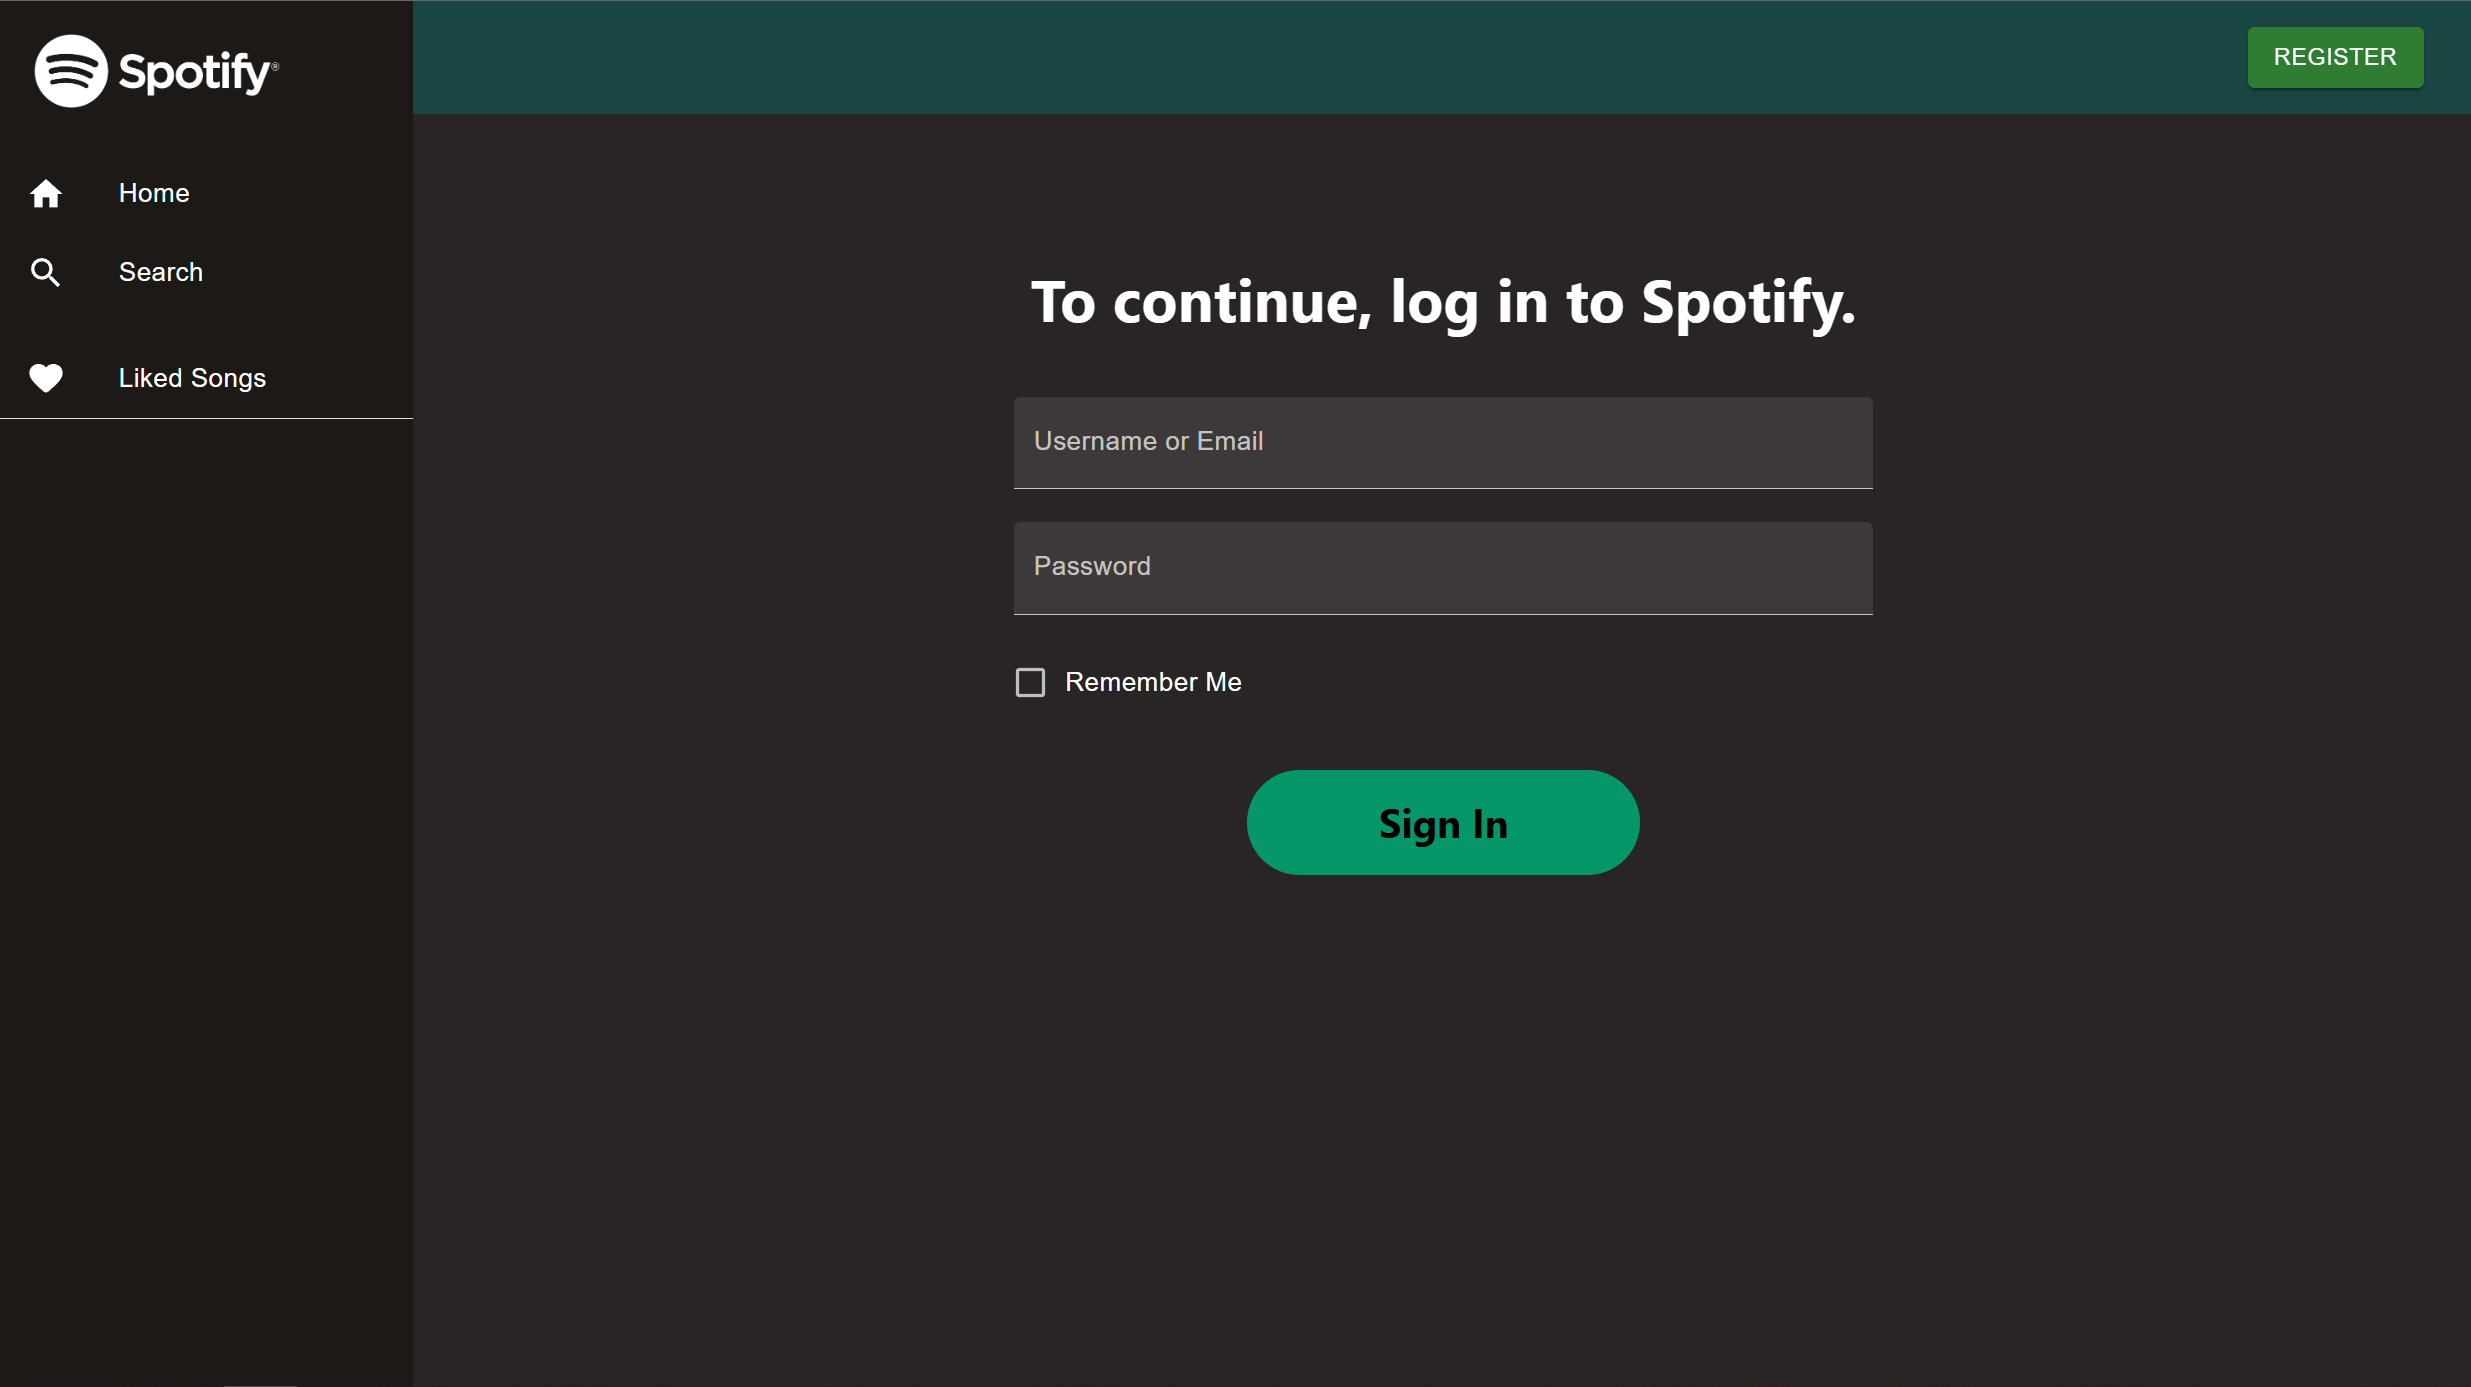 Spotify®
REGISTER
Home
Search
Liked Songs
To continue, log in to Spotify.
Username or Email
Password
Remember Me
Sign In